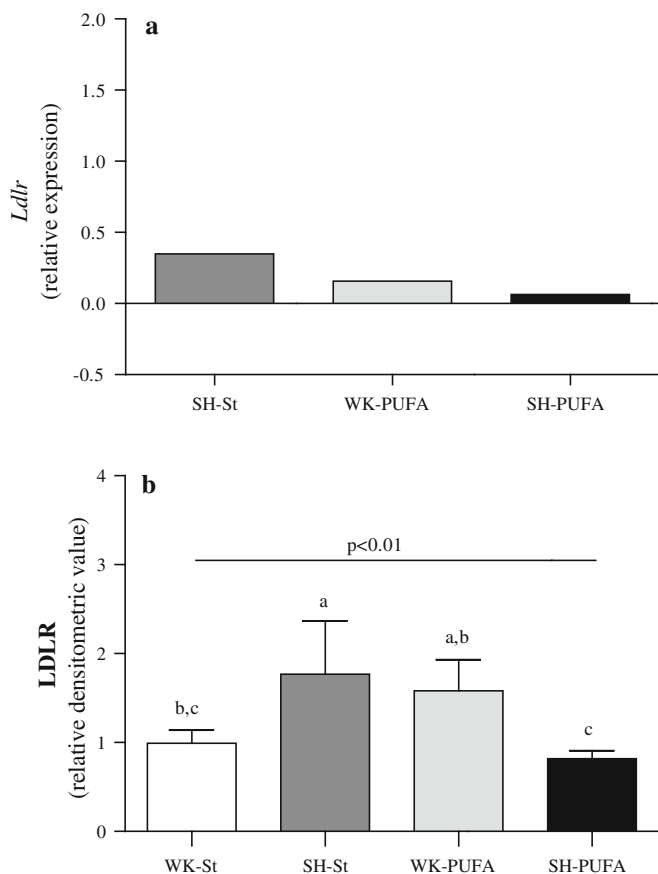 a
2.0
1.5
1.0
0.5
0.0
-0.5
Ldlr
(relative expression)
SH-St WK-PUFA SH-PUFA
b
4
3
2
1
0
LDLR
(relative densitometric value)
p<0.01
b,c a a,b c
WK-St SH-St WK-PUFA SH-PUFA